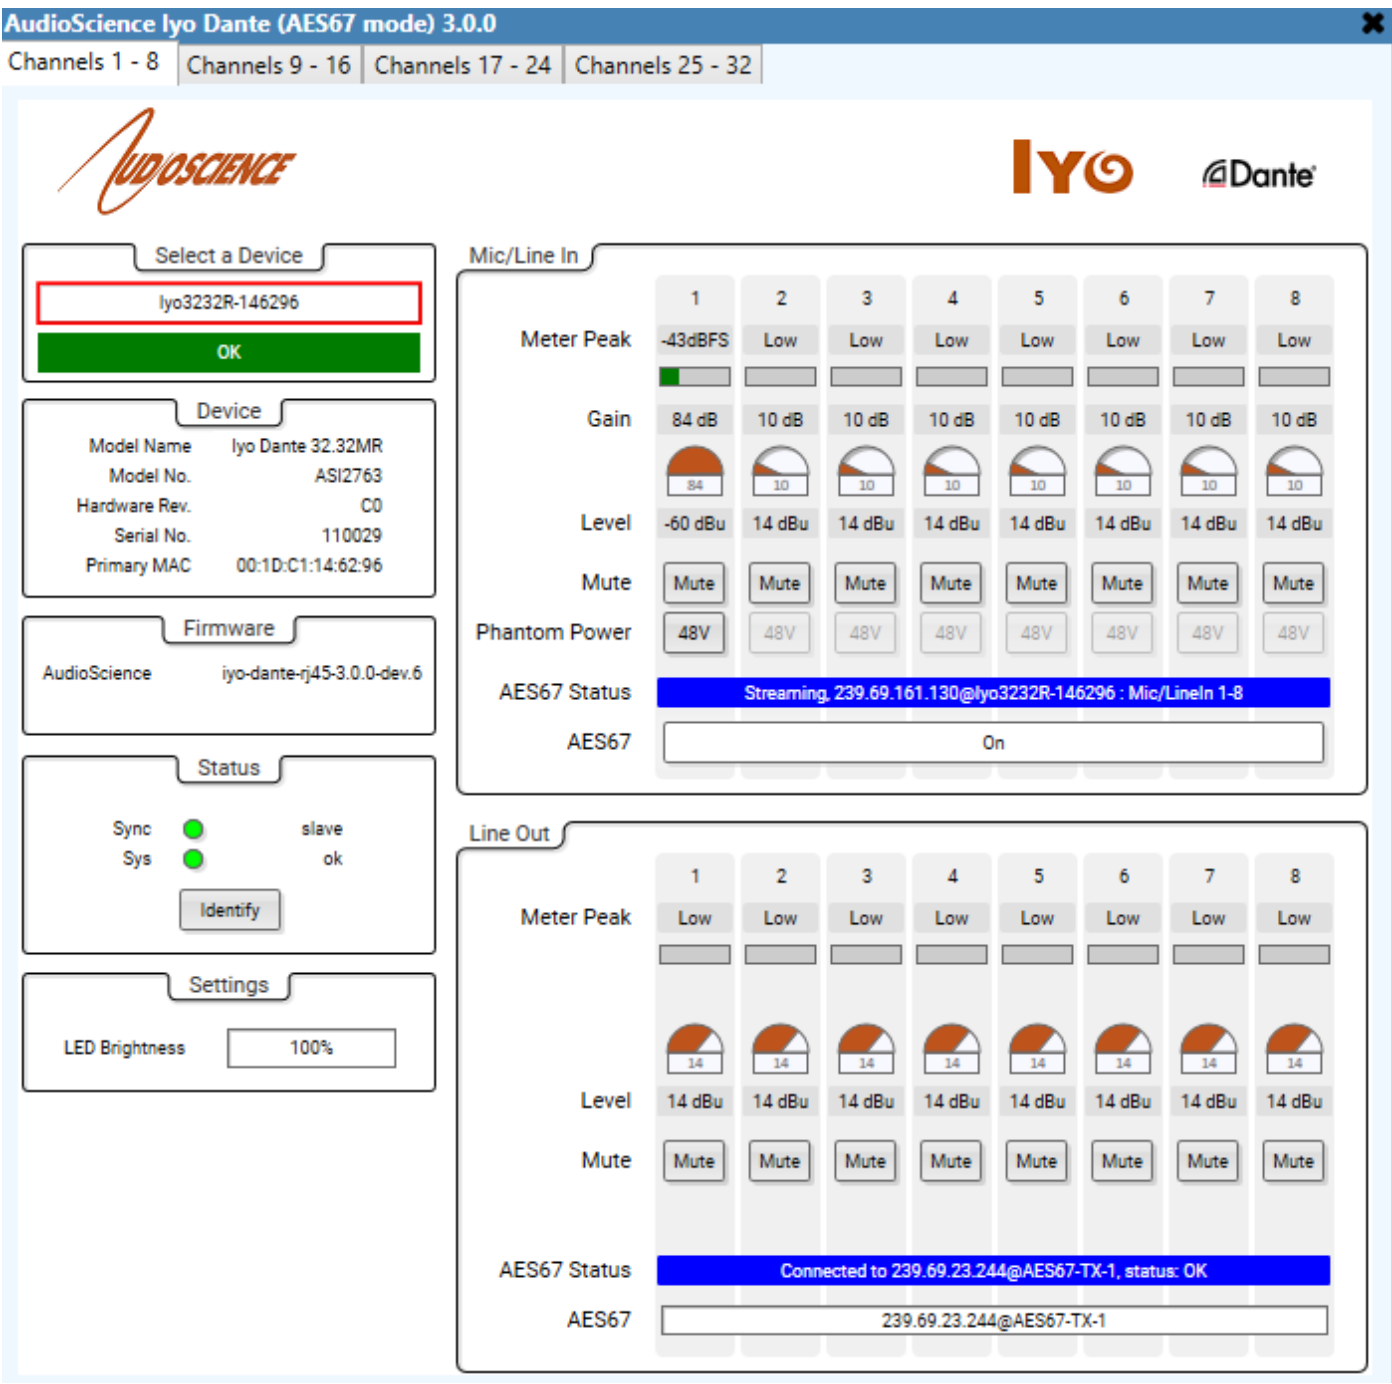 AudioScience Iyo Dante (AES67 mode) 3.0.0
Channels 1 - 8 Channels 9 - 16 Channels 17 - 24 Channels 25 - 32
AUDIOSCIENCE IYO Dante
Select a Device
Iyo3232R-146296
OK
Device
Model Name Iyo Dante 32.32MR
Model No. ASI2763
Hardware Rev. C0
Serial No. 110029
Primary MAC 00:1D:C1:14:62:96
Firmware
AudioScience iyo-dante-rj45-3.0.0-dev.6
Status
Sync slave
Sys ok
Identify
Settings
LED Brightness 100%
Mic/Line In
1 2 3 4 5 6 7 8
Meter Peak -43dBFS Low Low Low Low Low Low Low
Gain 84 dB 10 dB 10 dB 10 dB 10 dB 10 dB 10 dB 10 dB
84 10 10 10 10 10 10 10
Level -60 dBu 14 dBu 14 dBu 14 dBu 14 dBu 14 dBu 14 dBu 14 dBu
Mute Mute Mute Mute Mute Mute Mute Mute Mute
Phantom Power 48V 48V 48V 48V 48V 48V 48V 48V
AES67 Status Streaming, 239.69.161.130@Iyo3232R-146296 : Mic/LineIn 1-8
AES67 On
Line Out
1 2 3 4 5 6 7 8
Meter Peak Low Low Low Low Low Low Low Low
14 14 14 14 14 14 14 14
Level 14 dBu 14 dBu 14 dBu 14 dBu 14 dBu 14 dBu 14 dBu 14 dBu
Mute Mute Mute Mute Mute Mute Mute Mute Mute
AES67 Status Connected to 239.69.23.244@AES67-TX-1, status: OK
AES67 239.69.23.244@AES67-TX-1